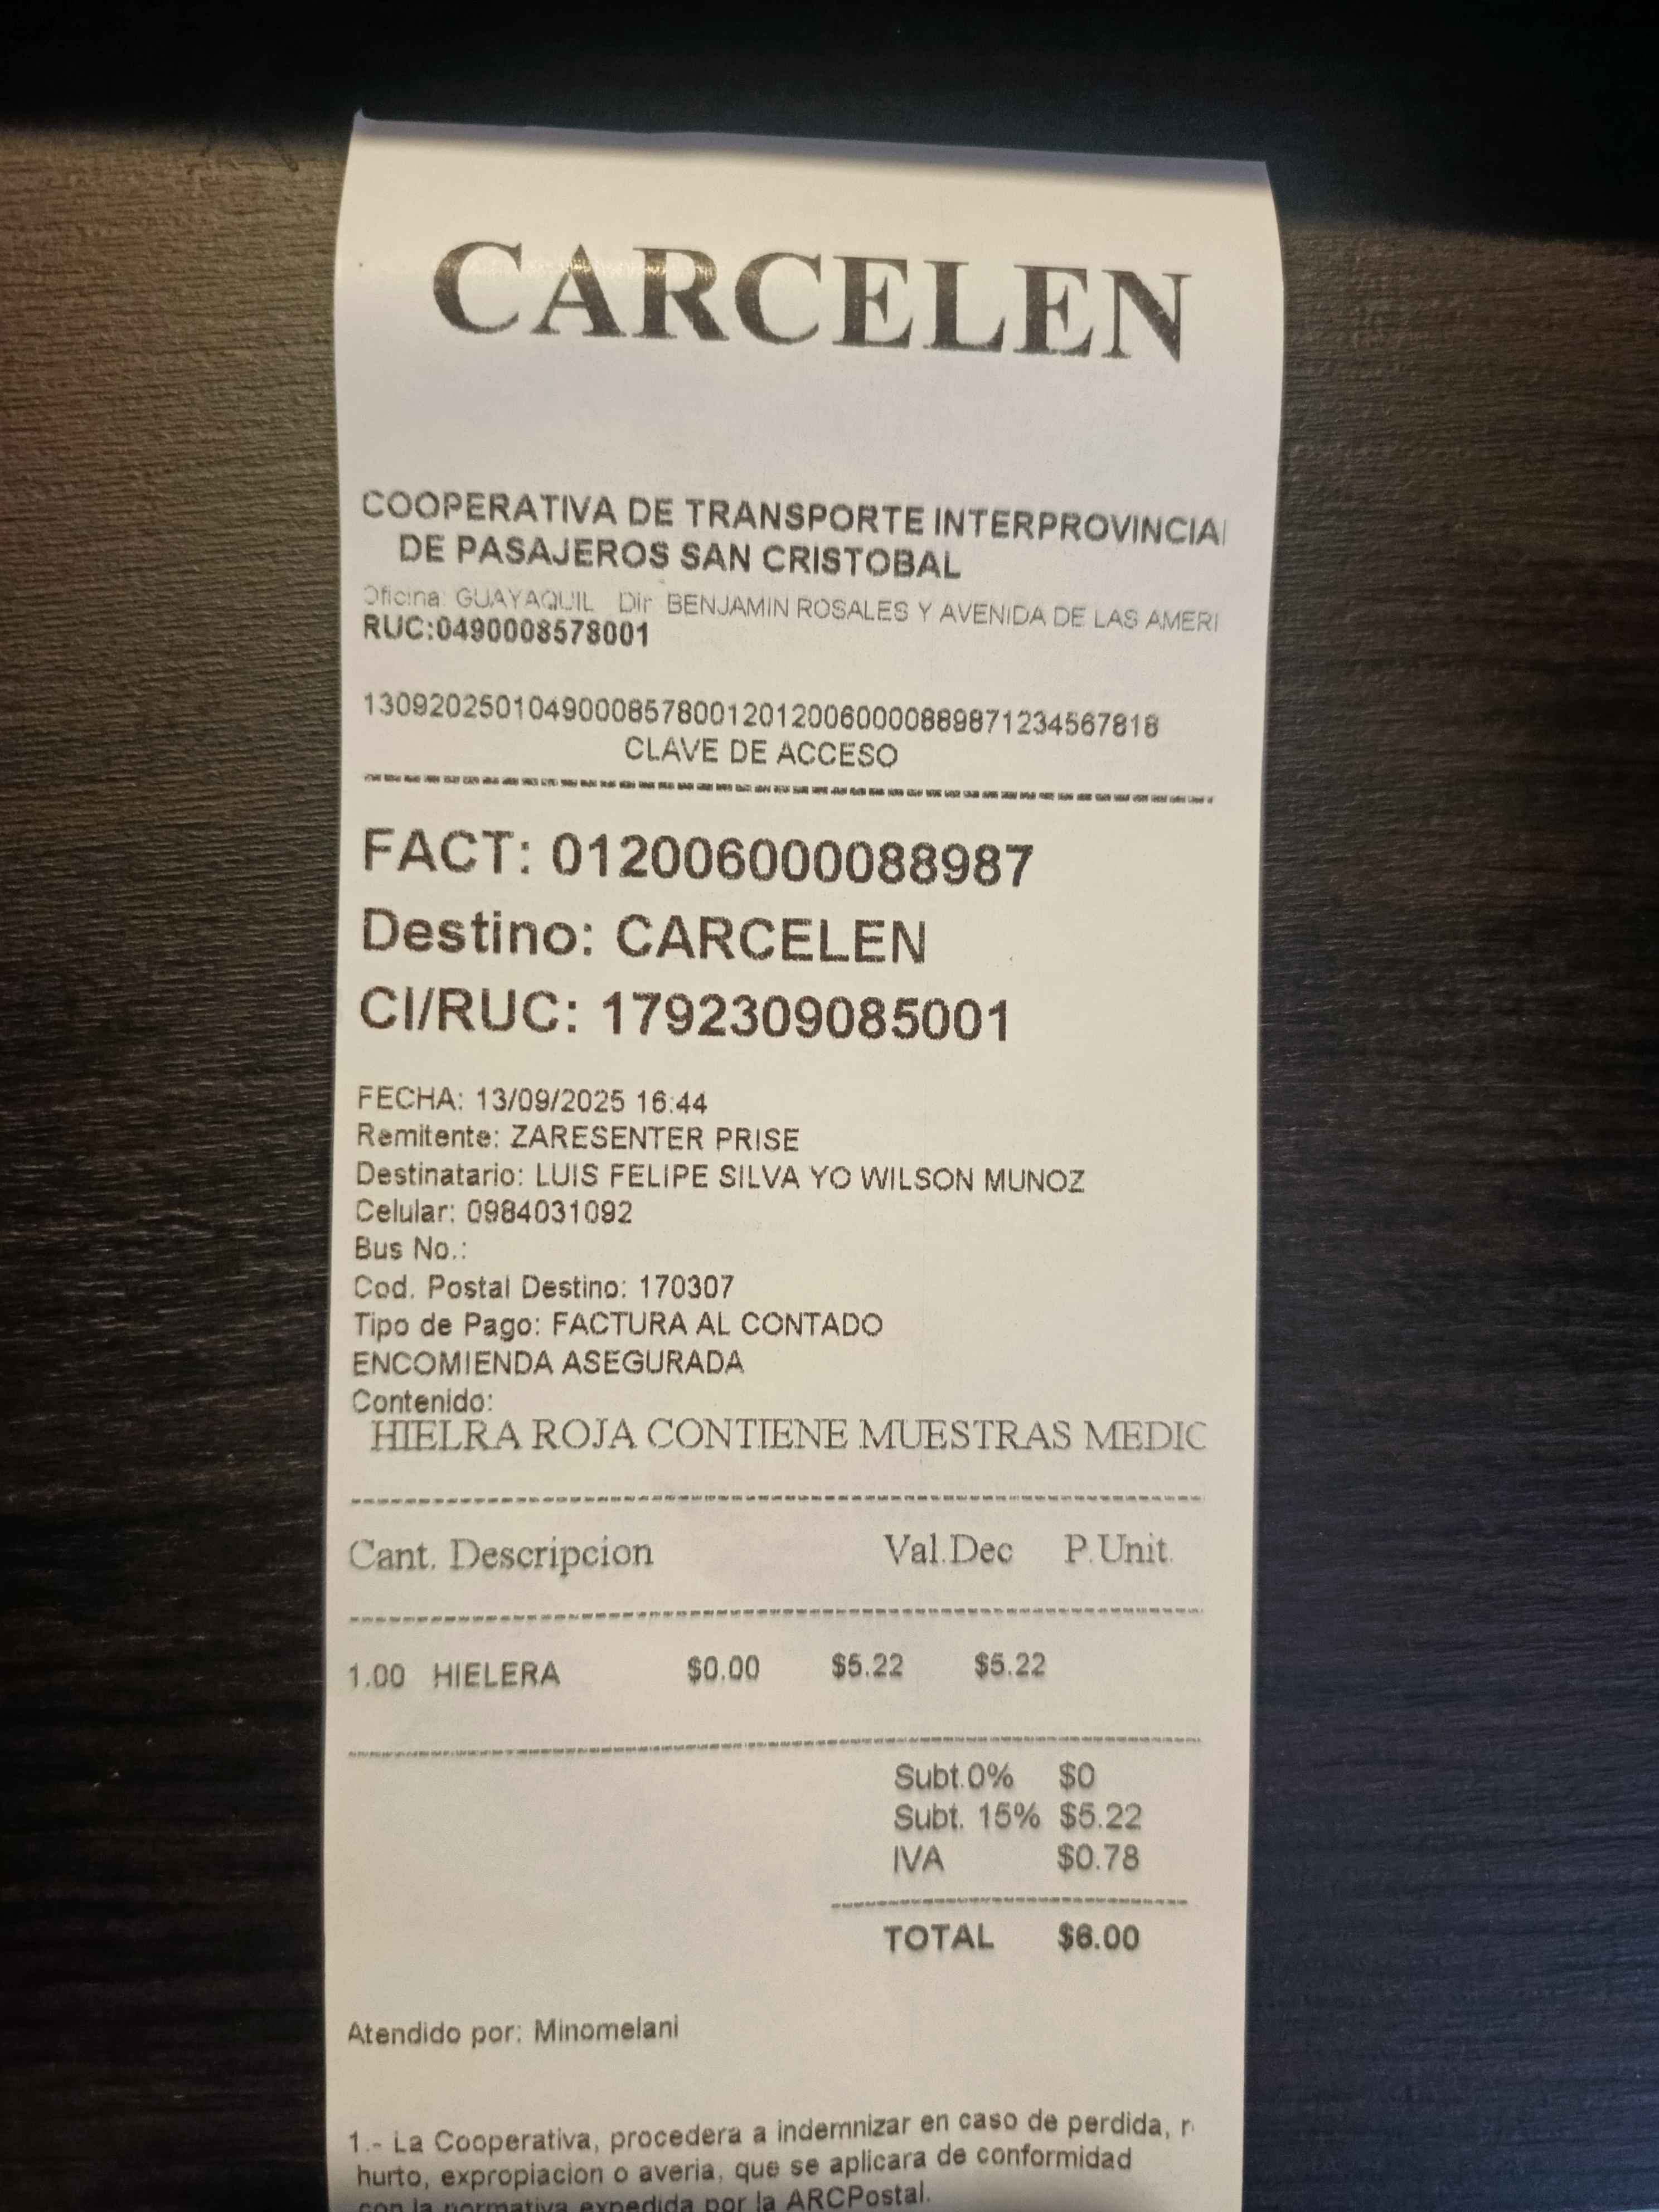 CARCELEN
COOPERATIVA DE TRANSPORTE INTERPROVINCIAL
DE PASAJEROS SAN CRISTOBAL
Oficina: GUAYAQUIL Dir: BENJAMIN ROSALES Y AVENIDA DE LAS AMERI
RUC:0490008578001
1309202501049000857800120120060000889871234567818
CLAVE DE ACCESO
FACT: 012006000088987
Destino: CARCELEN
CI/RUC: 1792309085001
FECHA: 13/09/2025 16:44
Remitente: ZARESENTER PRISE
Destinatario: LUIS FELIPE SILVA YO WILSON MUNOZ
Celular: 0984031092
Bus No.:
Cod. Postal Destino: 170307
Tipo de Pago: FACTURA AL CONTADO
ENCOMIENDA ASEGURADA
Contenido:
HIELRA ROJA CONTIENE MUESTRAS MEDIC
Cant. Descripcion Val.Dec P.Unit.
1.00 HIELERA $0.00 $5.22 $5.22
Subt.0% $0
Subt. 15% $5.22
IVA $0.78
TOTAL $6.00
Atendido por: Minomelani
1.- La Cooperativa, procedera a indemnizar en caso de perdida,
hurto, expropiacion o averia, que se aplicara de conformidad
con la normativa expedida por la ARCPostal.